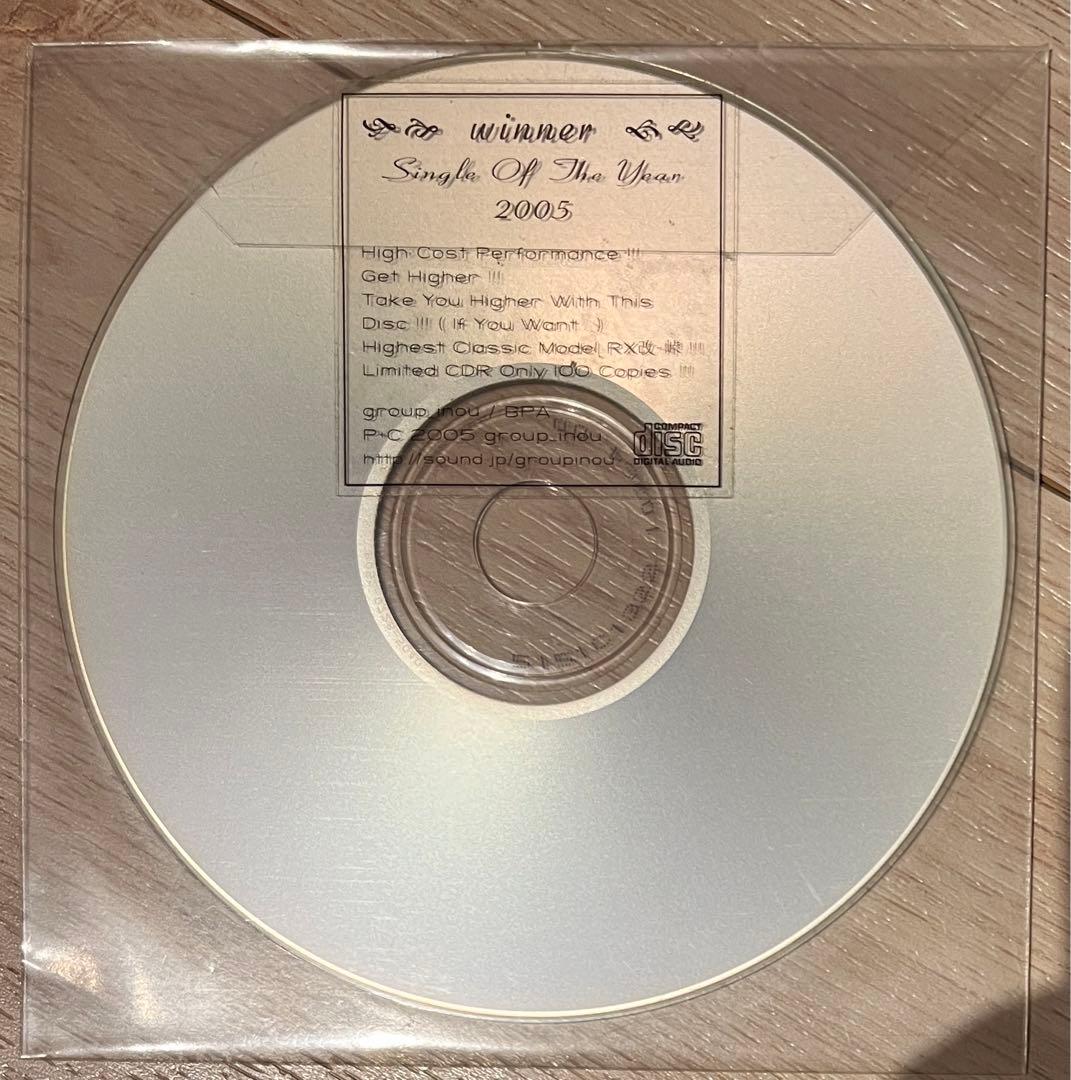 winner
Single Of The Year
2005
High Cost Performance !!!
Get Higher !!!
Take You Higher With This
Disc !!! ( If You Want... )
Highest Classic Model RX改-峠 !!!
Limited CDR Only 100 Copies !!!
group_inou / BPA
P+C 2005 group_inou
http://sound.jp/groupinou
COMPACT
disc
DIGITAL AUDIO